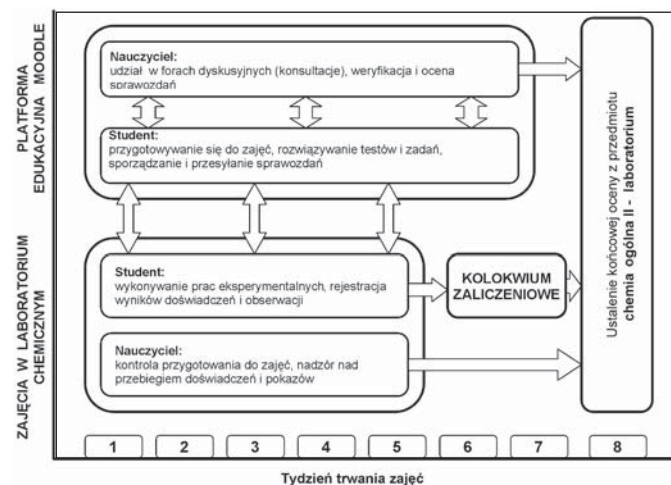 PLATFORMA
EDUKACYJNA MOODLE
Nauczyciel:
udział w forach dyskusyjnych (konsultacje), weryfikacja i ocena
sprawozdań
Student:
przygotowywanie się do zajęć, rozwiązywanie testów i zadań,
sporządzanie i przesyłanie sprawozdań
ZAJĘCIA W LABORATORIUM
CHEMICZNYM
Student:
wykonywanie prac eksperymentalnych, rejestracja
wyników doświadczeń i obserwacji
Nauczyciel:
kontrola przygotowania do zajęć, nadzór nad
przebiegiem doświadczeń i pokazów
KOLOKWIUM
ZALICZENIOWE
Ustalenie końcowej oceny z przedmiotu
chemia ogólna II - laboratorium
1 2 3 4 5 6 7 8
Tydzień trwania zajęć